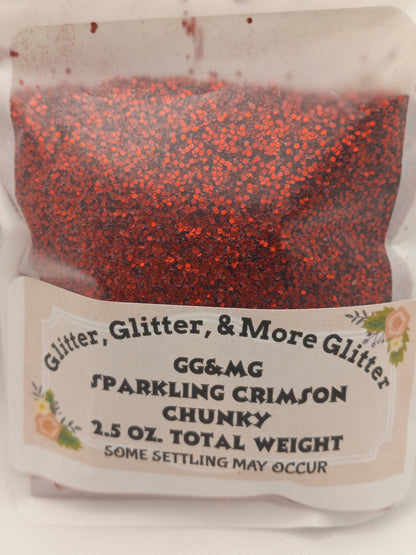 Glitter, Glitter, & More Glitter
GG&MG
SPARKLING CRIMSON
CHUNKY
2.5 OZ. TOTAL WEIGHT
SOME SETTLING MAY OCCUR